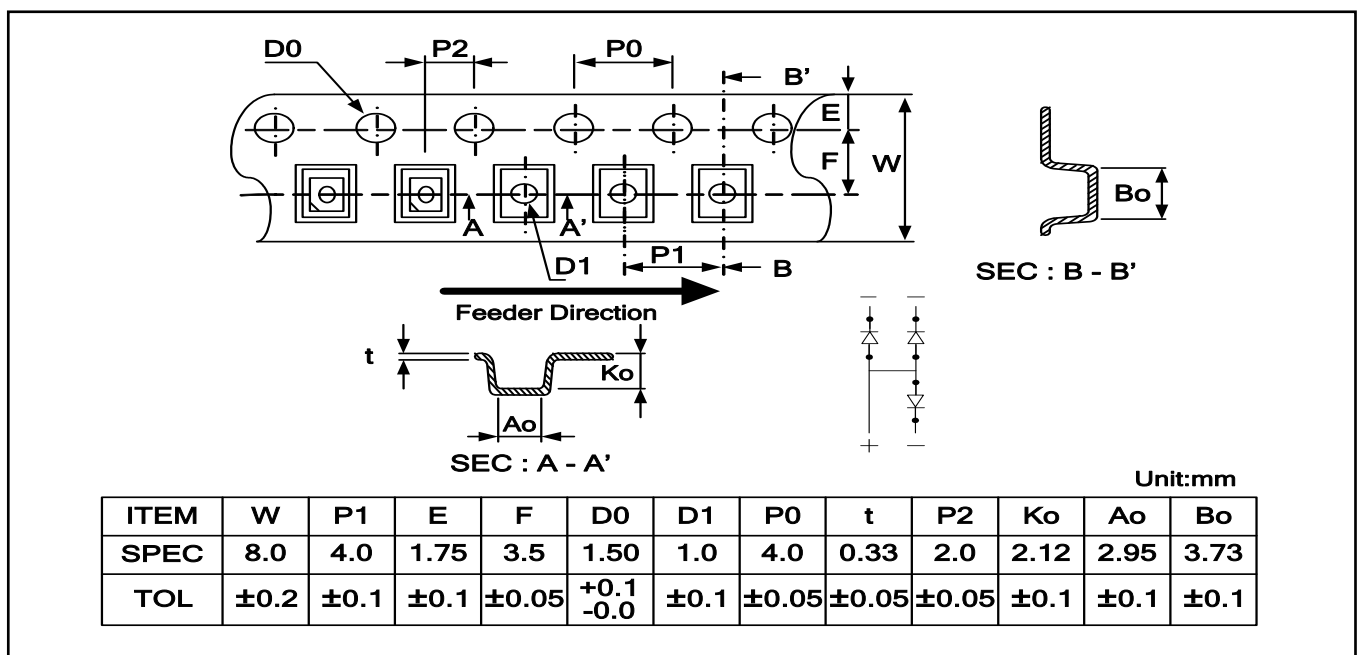 D0 P2 P0 B'
E
F W
A A'
D1 P1 B
Bo
SEC : B - B'
Feeder Direction
t Ko
Ao
SEC : A - A'
− −
+ −
Unit:mm
ITEM W P1 E F D0 D1 P0 t P2 Ko Ao Bo
SPEC 8.0 4.0 1.75 3.5 1.50 1.0 4.0 0.33 2.0 2.12 2.95 3.73
TOL ±0.2 ±0.1 ±0.1 ±0.05 +0.1 -0.0 ±0.1 ±0.05 ±0.05 ±0.05 ±0.1 ±0.1 ±0.1